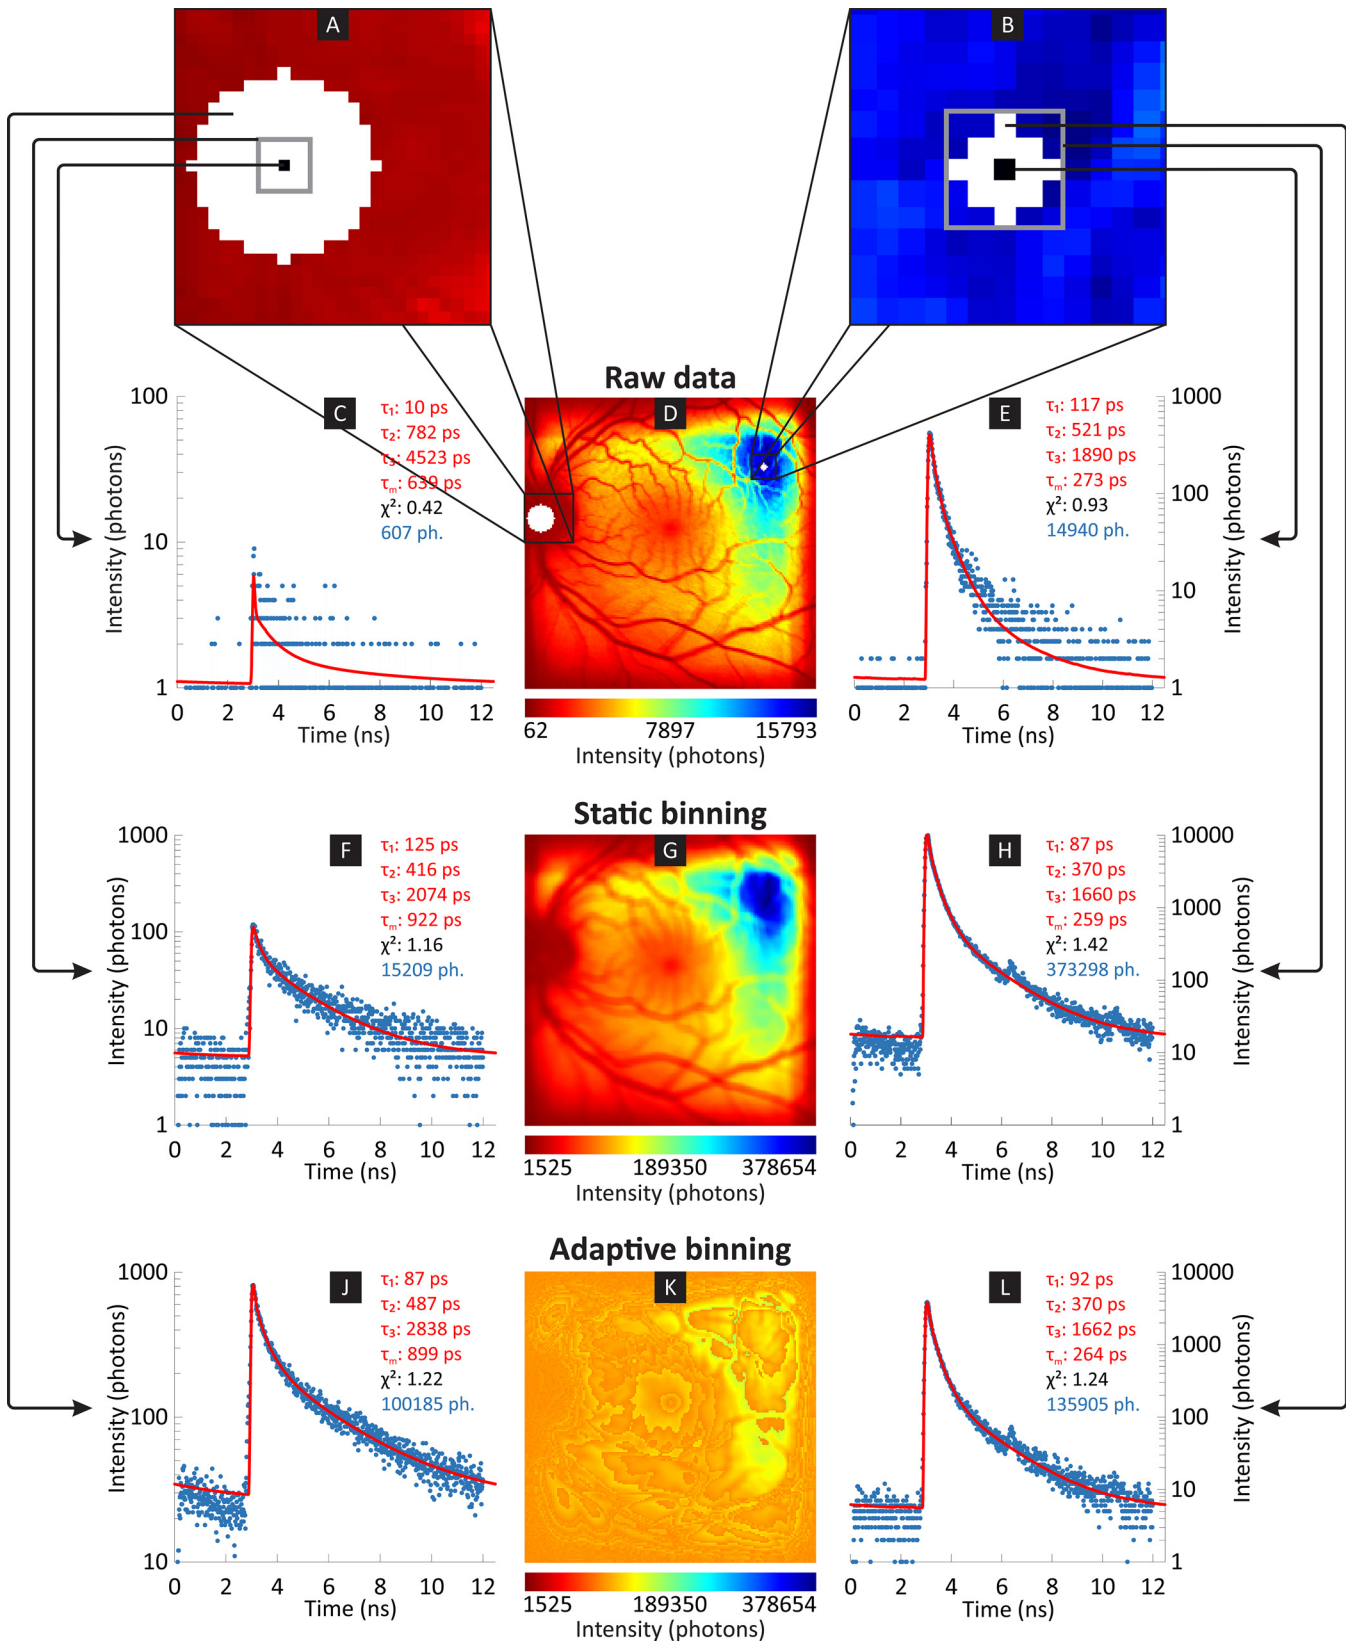 A
B
Raw data
C
τ₁: 10 ps
τ₂: 782 ps
τ₃: 4523 ps
τₘ: 639 ps
χ²: 0.42
607 ph.
100
10
1
Intensity (photons)
0 2 4 6 8 10 12
Time (ns)
D
62 7897 15793
Intensity (photons)
E
τ₁: 117 ps
τ₂: 521 ps
τ₃: 1890 ps
τₘ: 273 ps
χ²: 0.93
14940 ph.
1000
100
10
1
Intensity (photons)
0 2 4 6 8 10 12
Time (ns)
Static binning
F
τ₁: 125 ps
τ₂: 416 ps
τ₃: 2074 ps
τₘ: 922 ps
χ²: 1.16
15209 ph.
1000
100
10
1
Intensity (photons)
0 2 4 6 8 10 12
Time (ns)
G
1525 189350 378654
Intensity (photons)
H
τ₁: 87 ps
τ₂: 370 ps
τ₃: 1660 ps
τₘ: 259 ps
χ²: 1.42
373298 ph.
10000
1000
100
10
1
Intensity (photons)
0 2 4 6 8 10 12
Time (ns)
Adaptive binning
J
τ₁: 87 ps
τ₂: 487 ps
τ₃: 2838 ps
τₘ: 899 ps
χ²: 1.22
100185 ph.
1000
100
10
Intensity (photons)
0 2 4 6 8 10 12
Time (ns)
K
1525 189350 378654
Intensity (photons)
L
τ₁: 92 ps
τ₂: 370 ps
τ₃: 1662 ps
τₘ: 264 ps
χ²: 1.24
135905 ph.
10000
1000
100
10
1
Intensity (photons)
0 2 4 6 8 10 12
Time (ns)